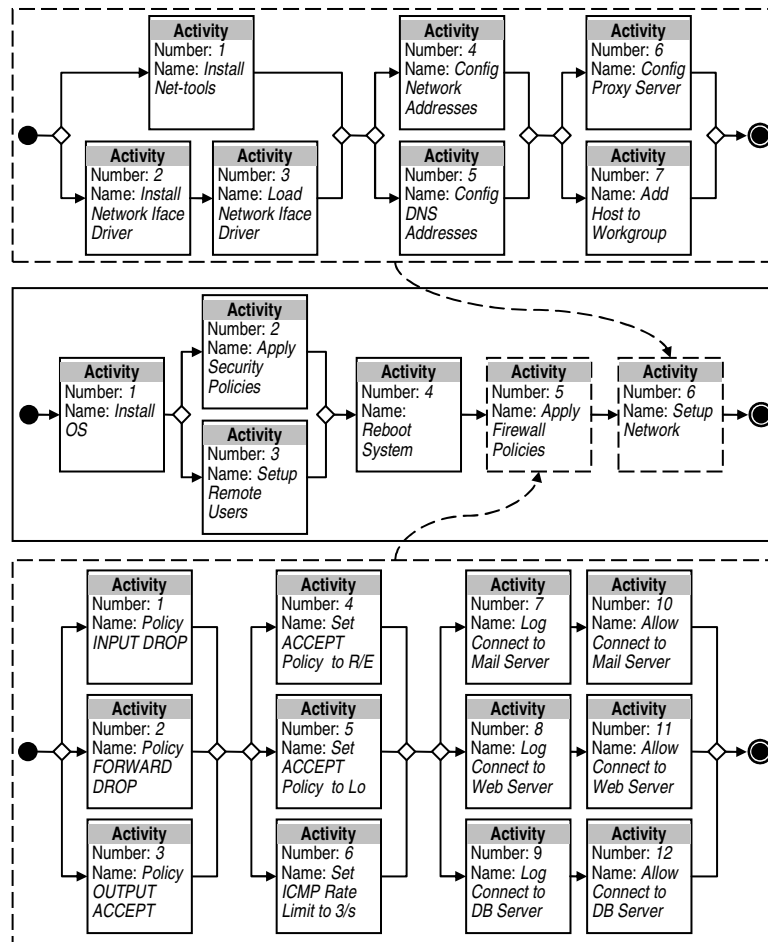 Activity
Number: 1
Name: Install
Net-tools
Activity
Number: 2
Name: Install
Network Iface
Driver
Activity
Number: 3
Name: Load
Network Iface
Driver
Activity
Number: 4
Name: Config
Network
Addresses
Activity
Number: 5
Name: Config
DNS
Addresses
Activity
Number: 6
Name: Config
Proxy Server
Activity
Number: 7
Name: Add
Host to
Workgroup
Activity
Number: 1
Name: Install
OS
Activity
Number: 2
Name: Apply
Security
Policies
Activity
Number: 3
Name: Setup
Remote
Users
Activity
Number: 4
Name:
Reboot
System
Activity
Number: 5
Name: Apply
Firewall
Policies
Activity
Number: 6
Name: Setup
Network
Activity
Number: 1
Name: Policy
INPUT DROP
Activity
Number: 2
Name: Policy
FORWARD
DROP
Activity
Number: 3
Name: Policy
OUTPUT
ACCEPT
Activity
Number: 4
Name: Set
ACCEPT
Policy to R/E
Activity
Number: 5
Name: Set
ACCEPT
Policy to Lo
Activity
Number: 6
Name: Set
ICMP Rate
Limit to 3/s
Activity
Number: 7
Name: Log
Connect to
Mail Server
Activity
Number: 8
Name: Log
Connect to
Web Server
Activity
Number: 9
Name: Log
Connect to
DB Server
Activity
Number: 10
Name: Allow
Connect to
Mail Server
Activity
Number: 11
Name: Allow
Connect to
Web Server
Activity
Number: 12
Name: Allow
Connect to
DB Server